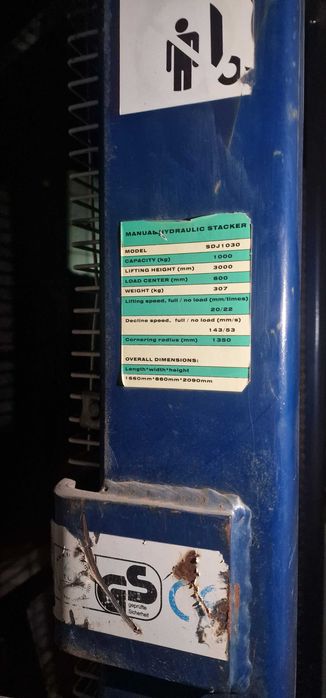 MANUAL HYDRAULIC STACKER
MODEL SDJ1030
CAPACITY (kg) 1000
LIFTING HEIGHT (mm) 3000
LOAD CENTER (mm) 600
WEIGHT (kg) 307
Lifting speed, full / no load (mm/times)
20/22
Decline speed, full / no load (mm/s)
143/53
Cornering radius (mm) 1350
OVERALL DIMENSIONS:
Length*width*height
1660mm*860mm*2090mm
GS
geprüfte
Sicherheit